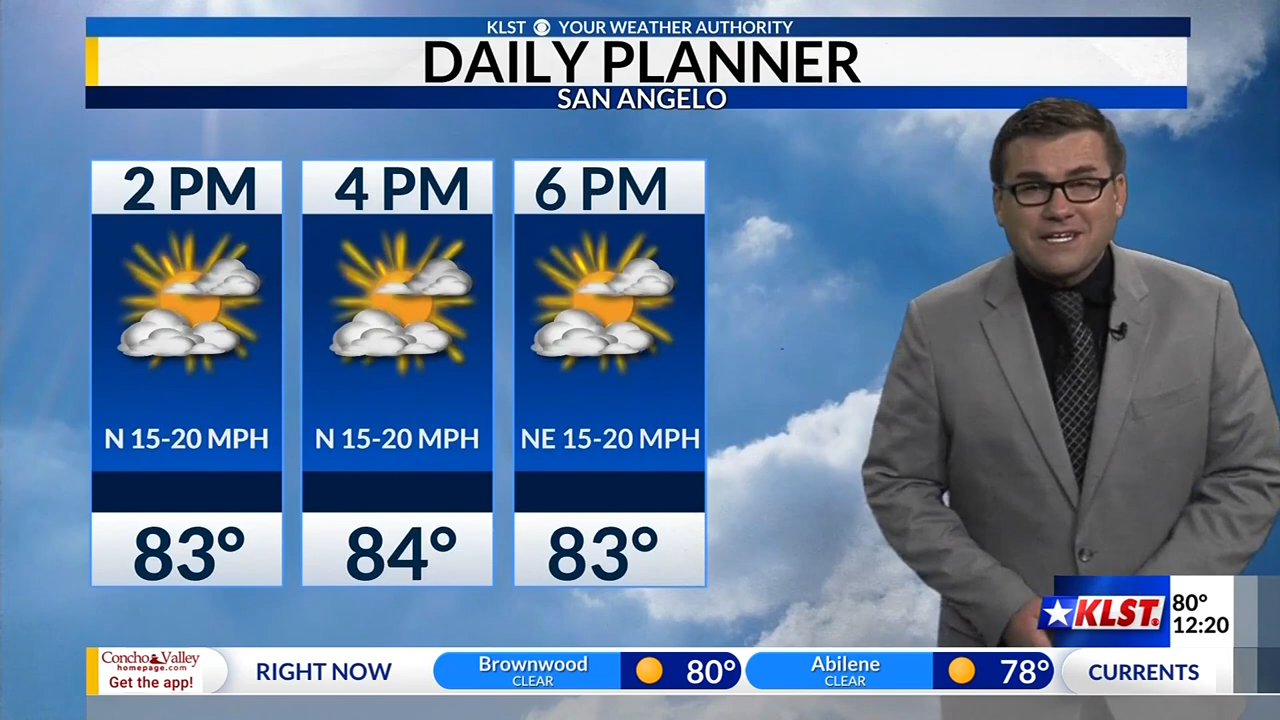 KLST YOUR WEATHER AUTHORITY
DAILY PLANNER
SAN ANGELO
2 PM
N 15-20 MPH
83°
4 PM
N 15-20 MPH
84°
6 PM
NE 15-20 MPH
83°
KLST
80°
12:20
Concho Valley
homepage.com
Get the app!
RIGHT NOW
Brownwood
CLEAR
80°
Abilene
CLEAR
78°
CURRENTS